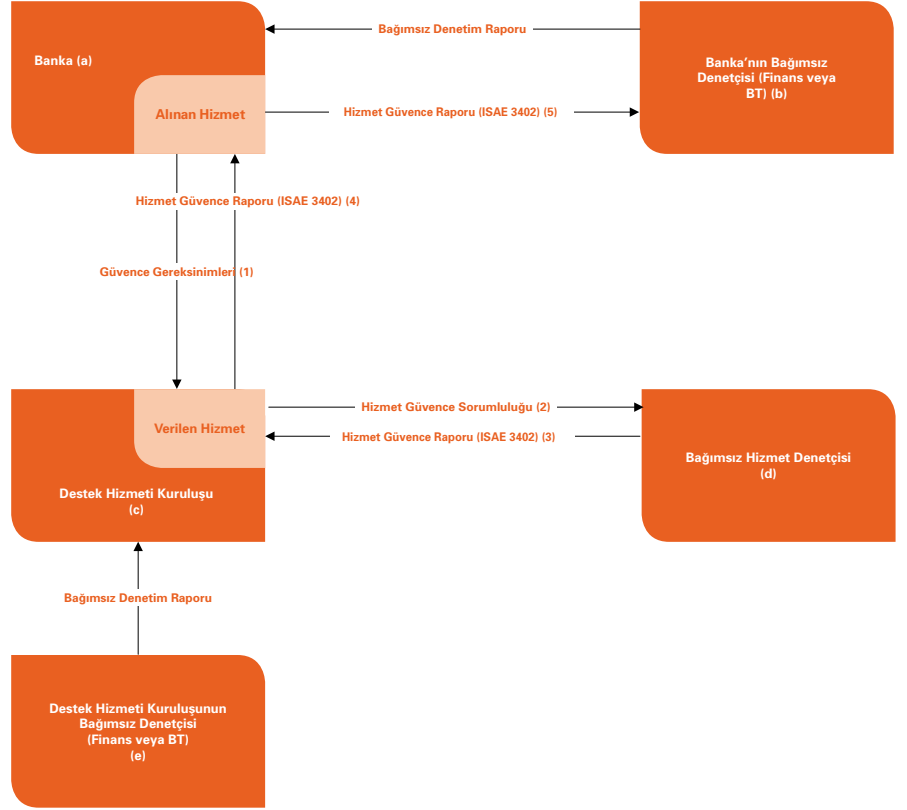 Bağımsız Denetim Raporu
Banka (a)
Banka’nın Bağımsız
Denetçisi (Finans veya
BT) (b)
Alınan Hizmet
Hizmet Güvence Raporu (ISAE 3402) (5)
Hizmet Güvence Raporu (ISAE 3402) (4)
Güvence Gereksinimleri (1)
Verilen Hizmet
Hizmet Güvence Sorumluluğu (2)
Hizmet Güvence Raporu (ISAE 3402) (3)
Bağımsız Hizmet Denetçisi
(d)
Destek Hizmeti Kuruluşu
(c)
Bağımsız Denetim Raporu
Destek Hizmeti Kuruluşunun
Bağımsız Denetçisi
(Finans veya BT)
(e)